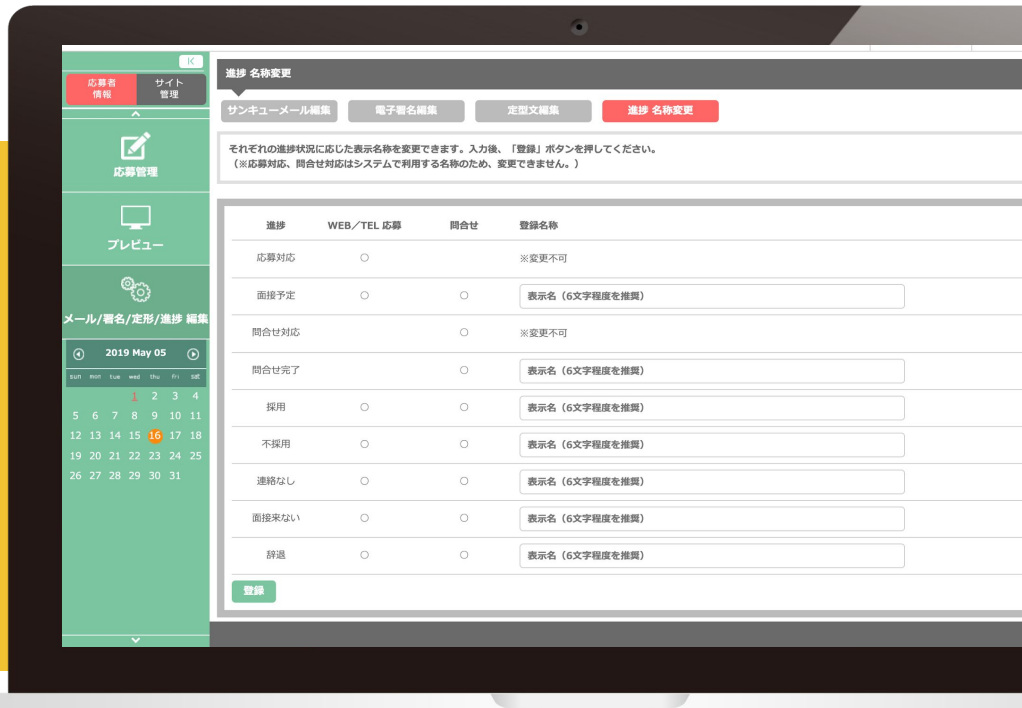 応募者
情報
サイト
管理
応募管理
プレビュー
メール/署名/定形/進捗 編集
2019 May 05
sun mon tue wed thu fri sat
1 2 3 4
5 6 7 8 9 10 11
12 13 14 15 16 17 18
19 20 21 22 23 24 25
26 27 28 29 30 31
進捗 名称変更
サンキューメール編集 電子署名編集 定型文編集 進捗 名称変更
それぞれの進捗状況に応じた表示名称を変更できます。入力後、「登録」ボタンを押してください。
（※応募対応、問合せ対応はシステムで利用する名称のため、変更できません。）
進捗 WEB／TEL 応募 問合せ 登録名称
応募対応 ○ ※変更不可
面接予定 ○ ○ 表示名（6文字程度を推奨）
問合せ対応 ○ ※変更不可
問合せ完了 ○ 表示名（6文字程度を推奨）
採用 ○ ○ 表示名（6文字程度を推奨）
不採用 ○ ○ 表示名（6文字程度を推奨）
連絡なし ○ ○ 表示名（6文字程度を推奨）
面接来ない ○ ○ 表示名（6文字程度を推奨）
辞退 ○ ○ 表示名（6文字程度を推奨）
登録